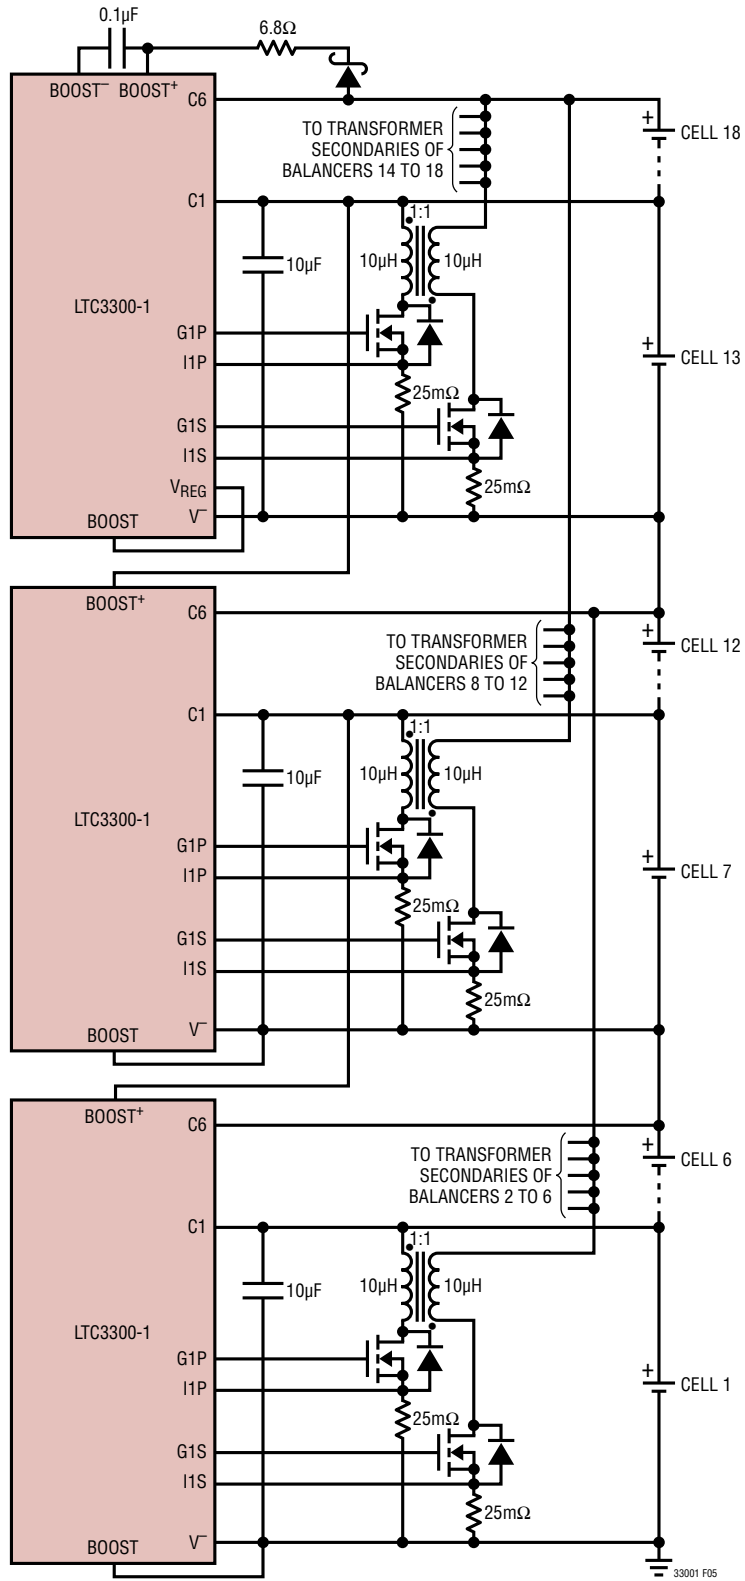 0.1µF
6.8Ω
BOOST– BOOST+
C6
TO TRANSFORMER
SECONDARIES OF
BALANCERS 14 TO 18
+
CELL 18
C1
1:1
10µF
10µH
10µH
LTC3300-1
G1P
+
CELL 13
I1P
25mΩ
G1S
I1S
25mΩ
VREG
BOOST
V–
BOOST+
C6
TO TRANSFORMER
SECONDARIES OF
BALANCERS 8 TO 12
+
CELL 12
C1
1:1
10µF
10µH
10µH
LTC3300-1
G1P
+
CELL 7
I1P
25mΩ
G1S
I1S
25mΩ
BOOST
V–
BOOST+
C6
TO TRANSFORMER
SECONDARIES OF
BALANCERS 2 TO 6
+
CELL 6
C1
1:1
10µF
10µH
10µH
LTC3300-1
G1P
+
CELL 1
I1P
25mΩ
G1S
I1S
25mΩ
BOOST
V–
33001 F05